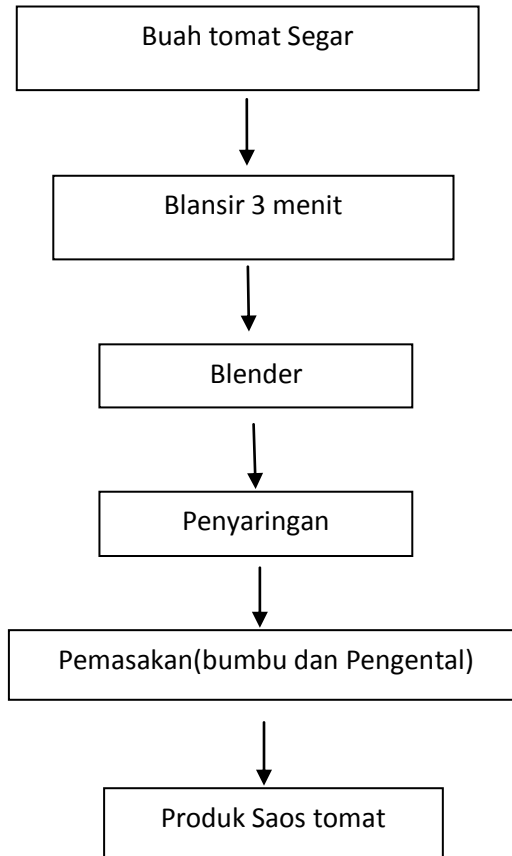 Buah tomat Segar
Blansir 3 menit
Blender
Penyaringan
Pemasakan(bumbu dan Pengental)
Produk Saos tomat